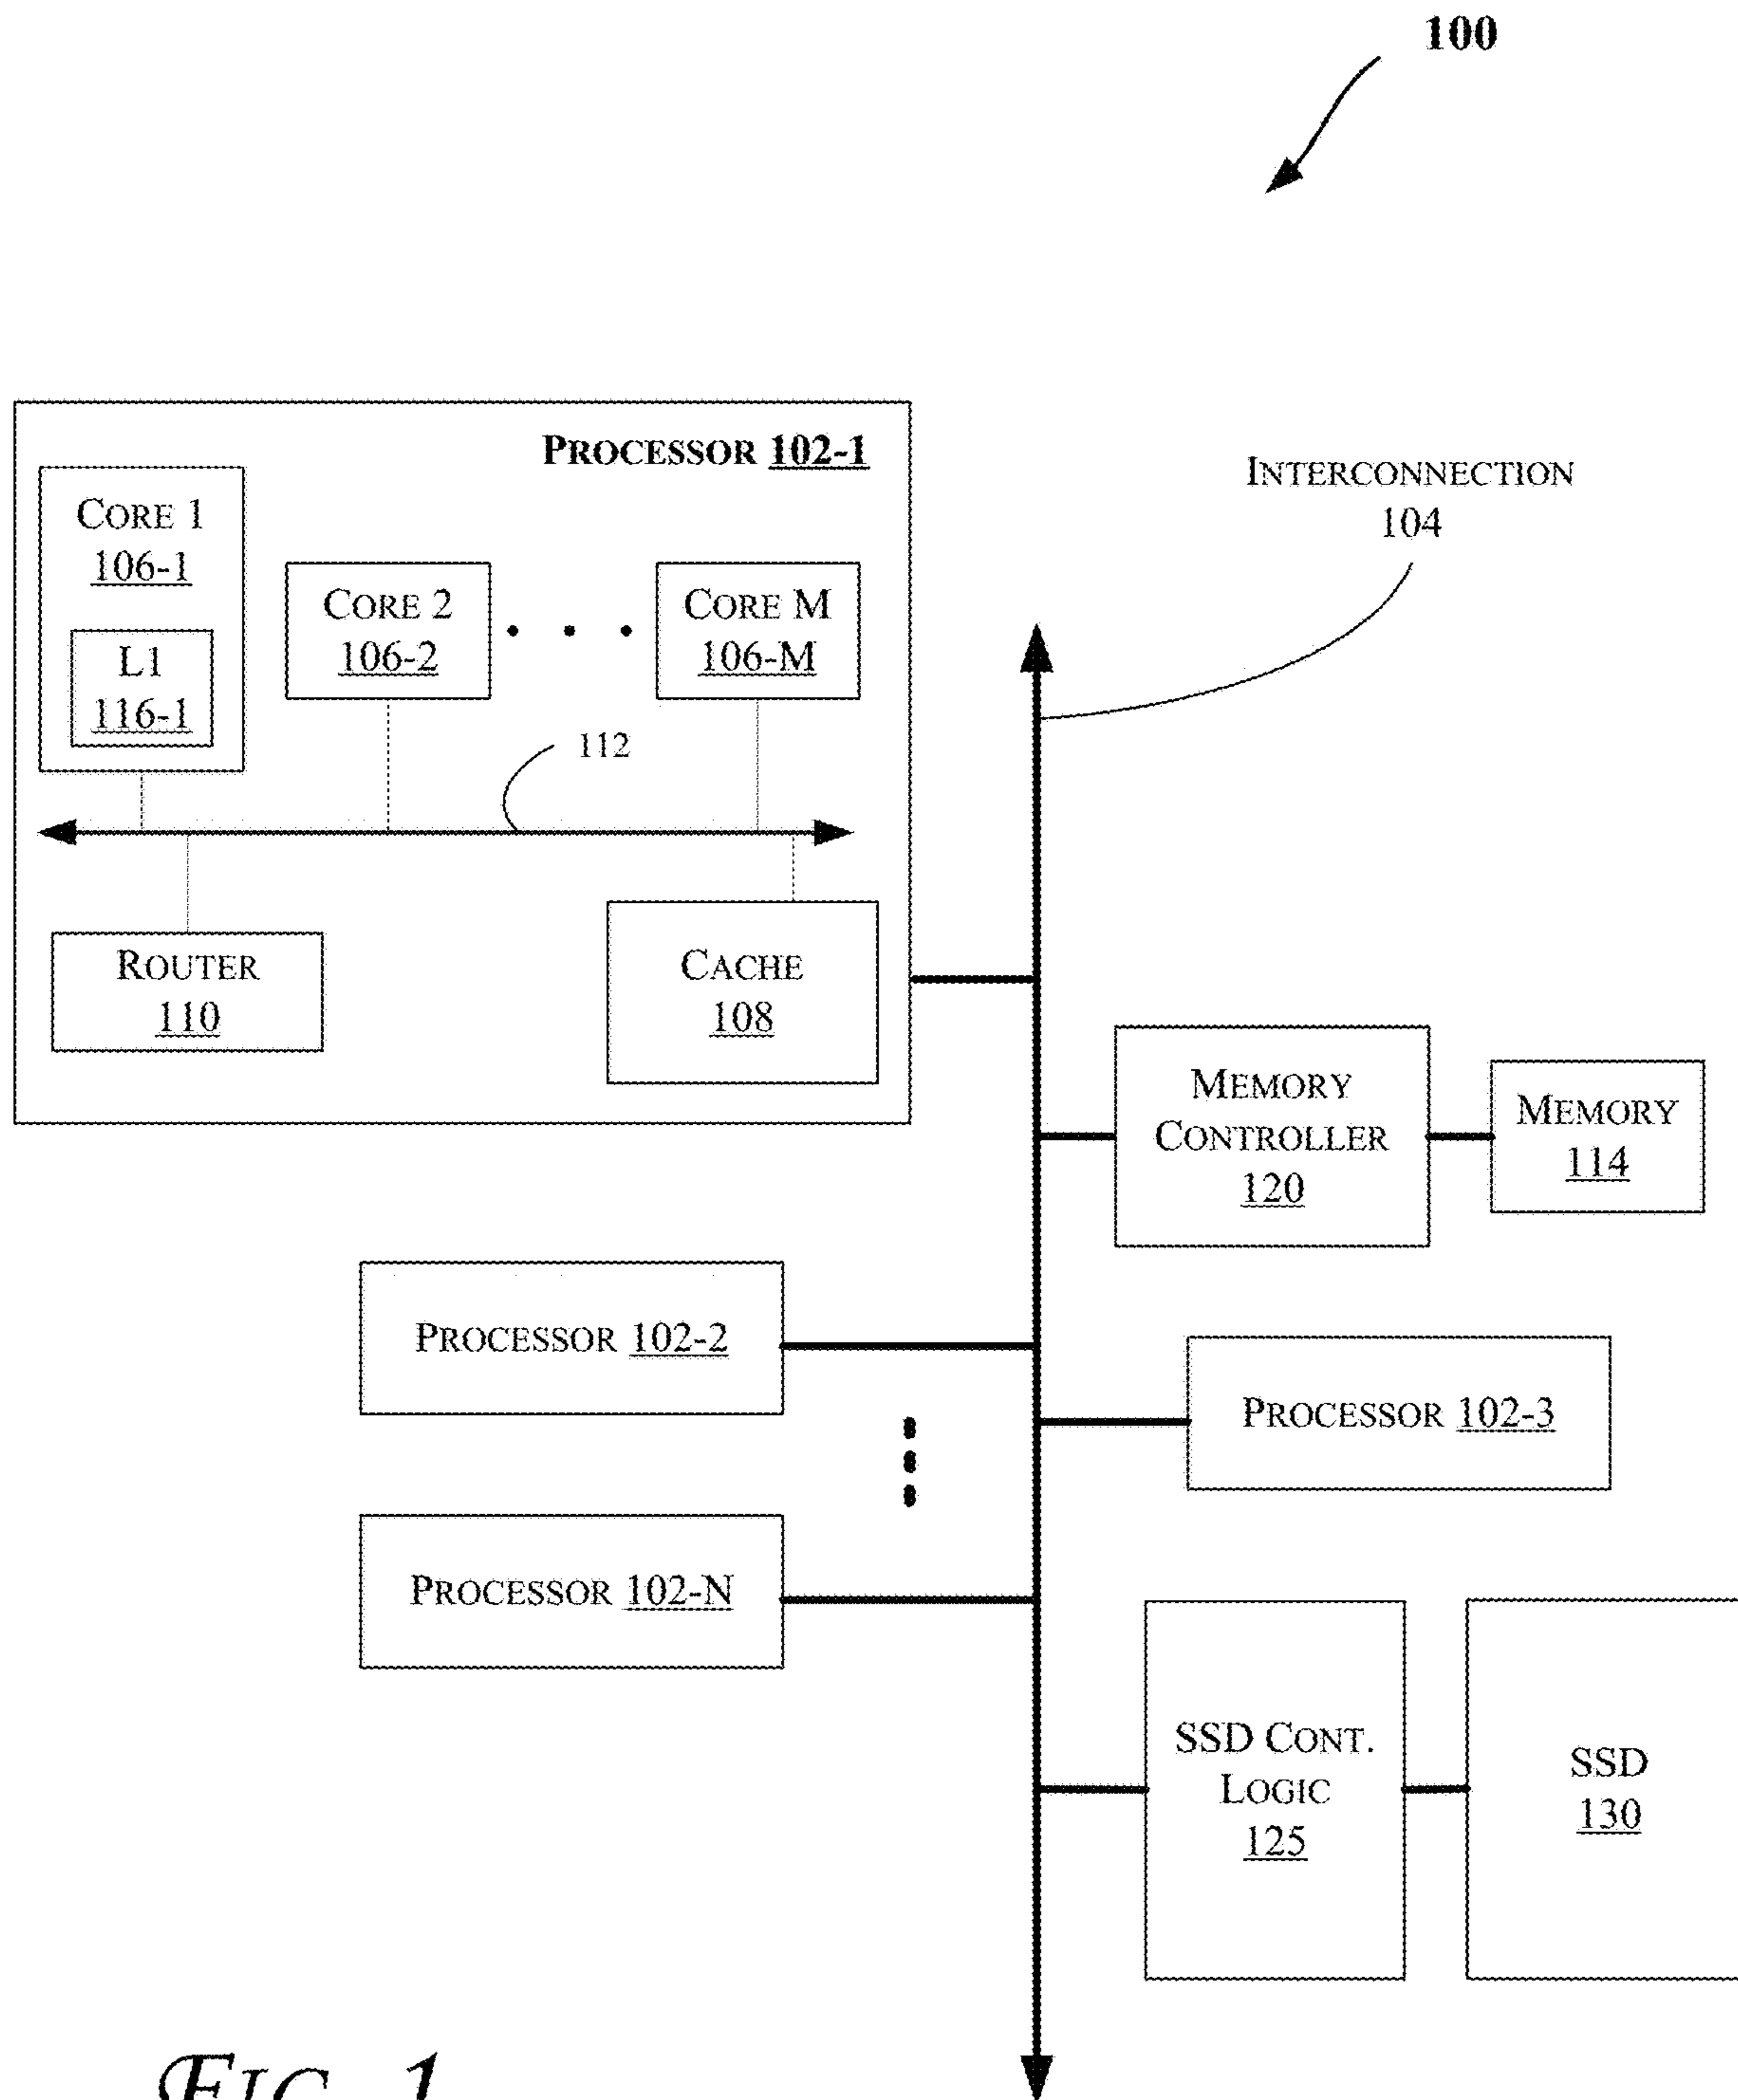 100
PROCESSOR 102-1
CORE 1
106-1
L1
116-1
CORE 2
106-2
CORE M
106-M
112
ROUTER
110
CACHE
108
INTERCONNECTION
104
MEMORY
CONTROLLER
120
MEMORY
114
PROCESSOR 102-2
PROCESSOR 102-3
PROCESSOR 102-N
SSD CONT.
LOGIC
125
SSD
130
FIG. 1